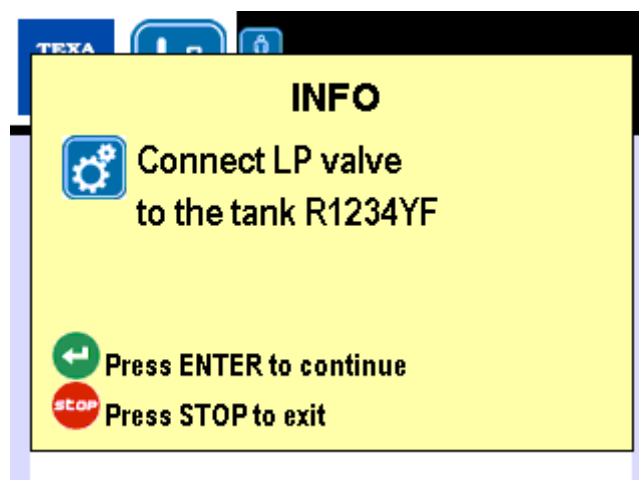 TEXA
INFO
Connect LP valve
to the tank R1234YF
Press ENTER to continue
stop
Press STOP to exit